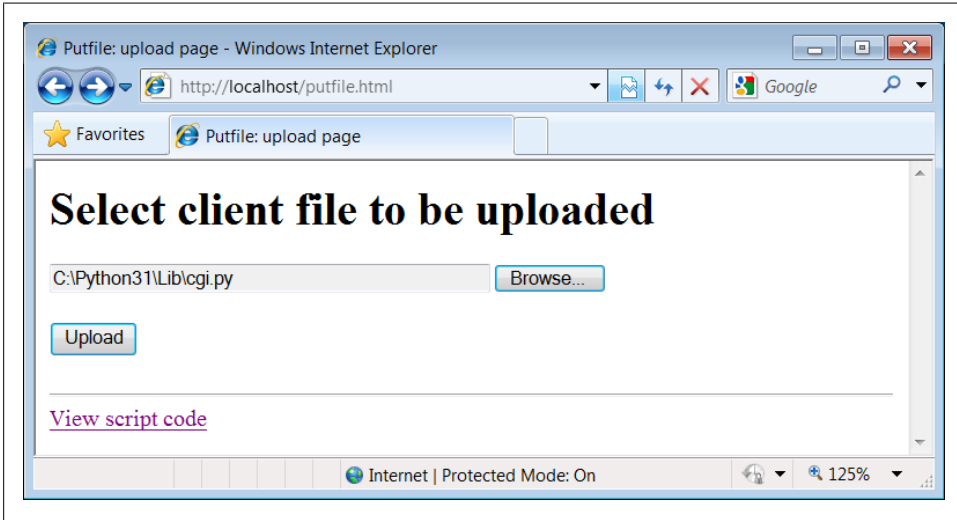 Putfile: upload page - Windows Internet Explorer
http://localhost/putfile.html
Google
Favorites
Putfile: upload page
Select client file to be uploaded
C:\Python31\Lib\cgi.py
Browse...
Upload
View script code
Internet | Protected Mode: On
125%